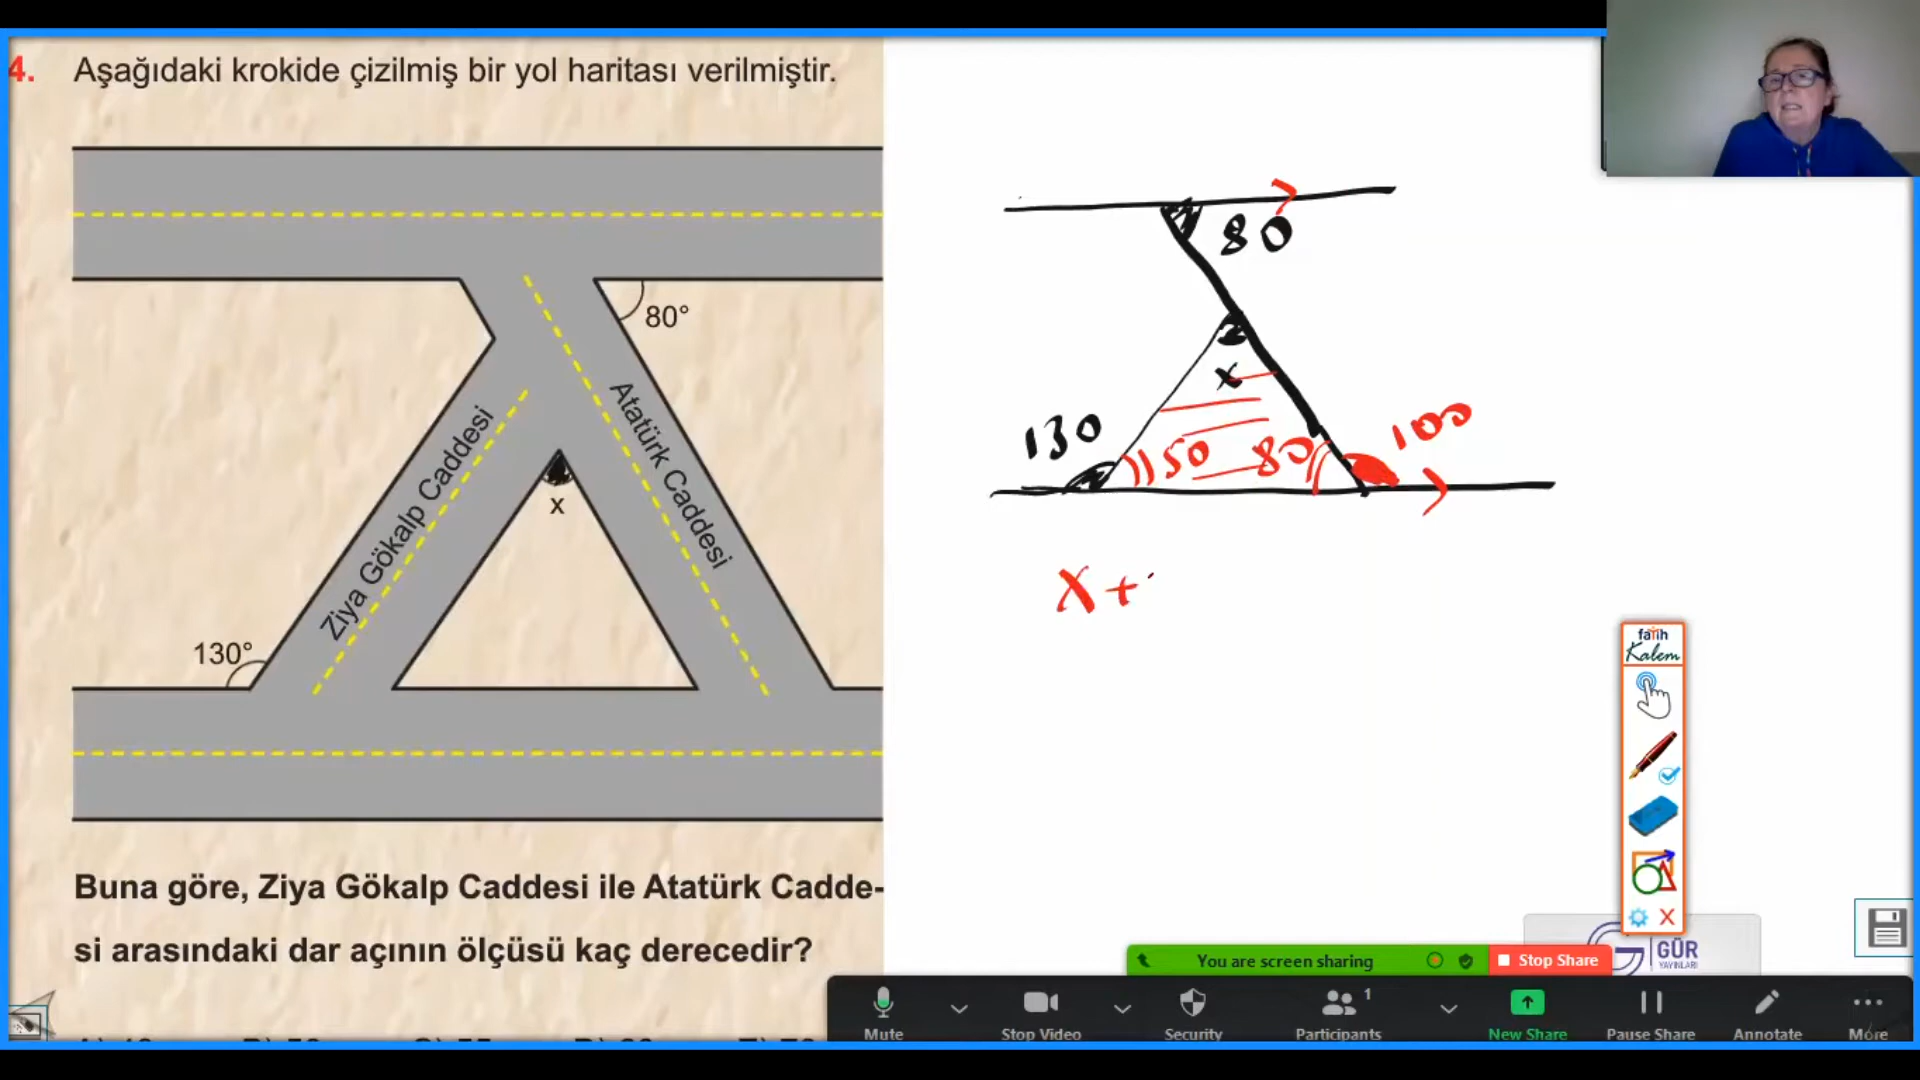 4. Aşağıdaki krokide çizilmiş bir yol haritası verilmiştir.
80°
Atatürk Caddesi
Ziya Gökalp Caddesi
x
130°
Buna göre, Ziya Gökalp Caddesi ile Atatürk Cadde-
si arasındaki dar açının ölçüsü kaç derecedir?
80
x
130
50
80
100
x+
fatih
Kalem
X
GÜR
YAYINLARI
You are screen sharing
Stop Share
1
Mute
Stop Video
Security
Participants
New Share
Pause Share
Annotate
More